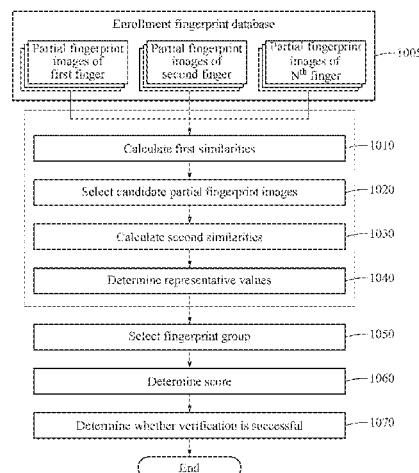 Enrollment fingerprint database
Partial fingerprint
images of
first finger
Partial fingerprint
images of
second finger
Partial fingerprint
images of
Nth finger
1005
Calculate first similarities
1010
Select candidate partial fingerprint images
1020
Calculate second similarities
1030
Determine representative values
1040
Select fingerprint group
1050
Determine score
1060
Determine whether verification is successful
1070
End